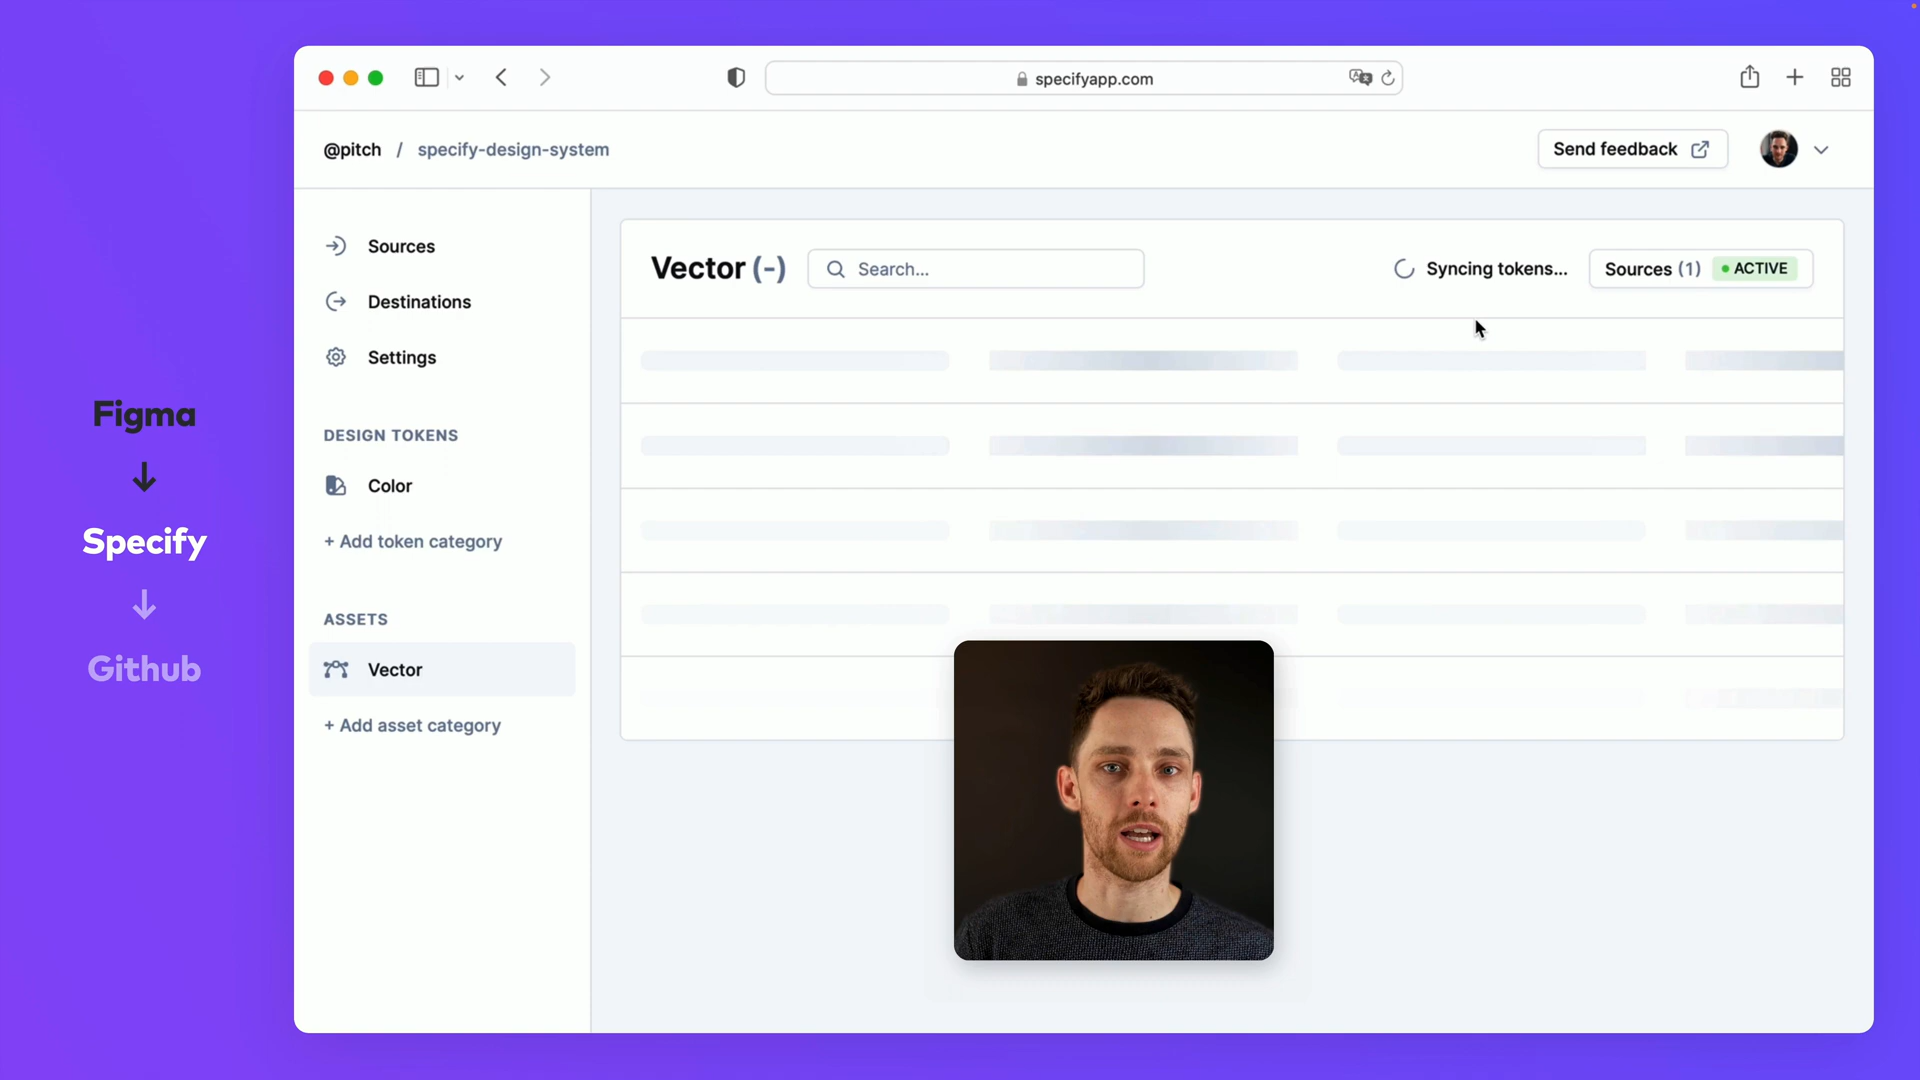 specifyapp.com
@pitch / specify-design-system
Send feedback
Sources
Destinations
Settings
DESIGN TOKENS
Color
+ Add token category
ASSETS
Vector
+ Add asset category
Vector (-)
Search...
Syncing tokens...
Sources (1) ACTIVE
Figma
↓
Specify
↓
Github